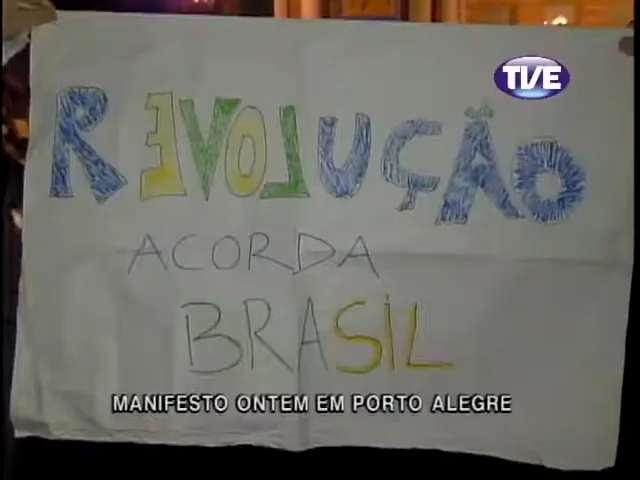 TVE
REVOLUÇÃO
ACORDA
BRASIL
MANIFESTO ONTEM EM PORTO ALEGRE